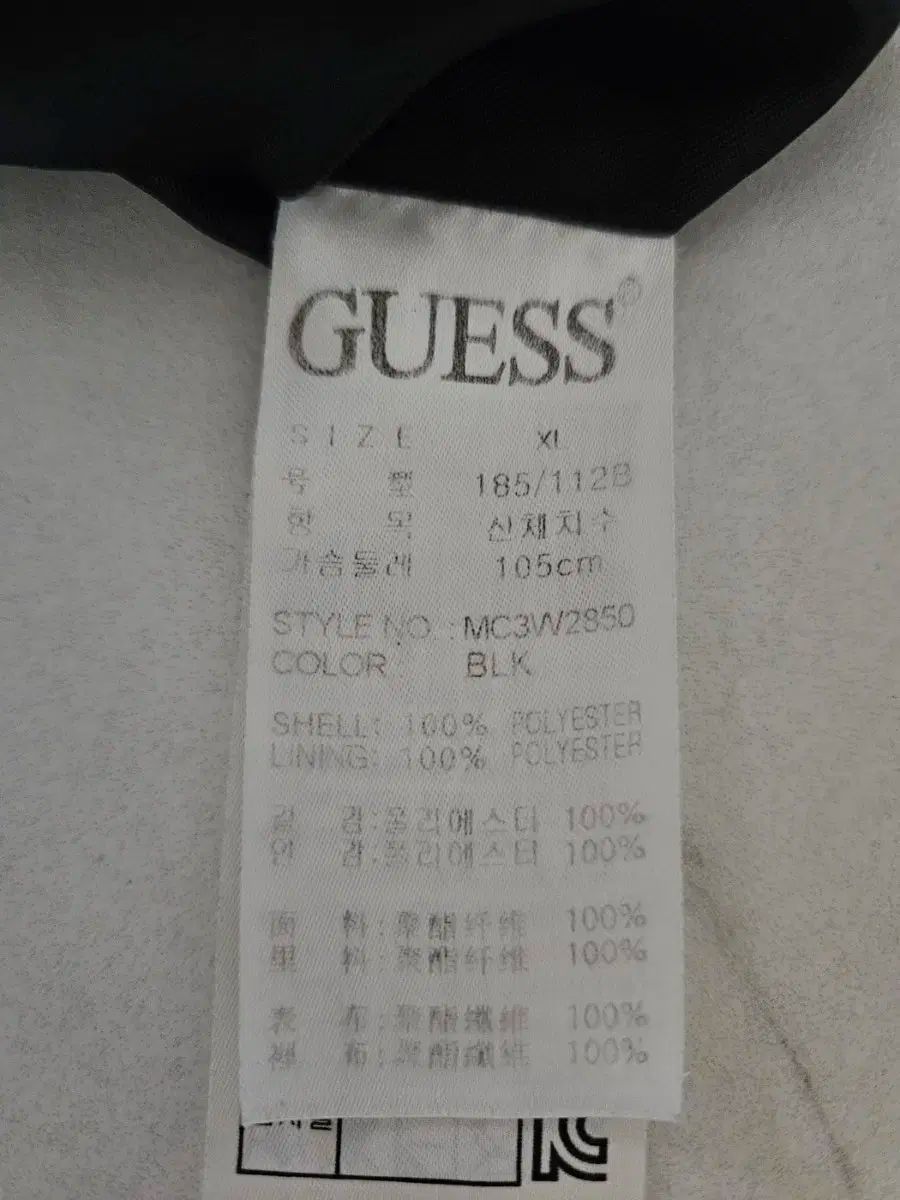 GUESS®
SIZE XL
号 型 185/112B
항 목 신체치수
가슴둘레 105cm
STYLE NO. : MC3W2850
COLOR BLK
SHELL: 100% POLYESTER
LINING: 100% POLYESTER
겉 감:폴리에스터 100%
안 감:폴리에스터 100%
面 料:聚酯纤维 100%
里 料:聚酯纤维 100%
表 布:聚酯纖維 100%
裡 布:聚酯纖維 100%